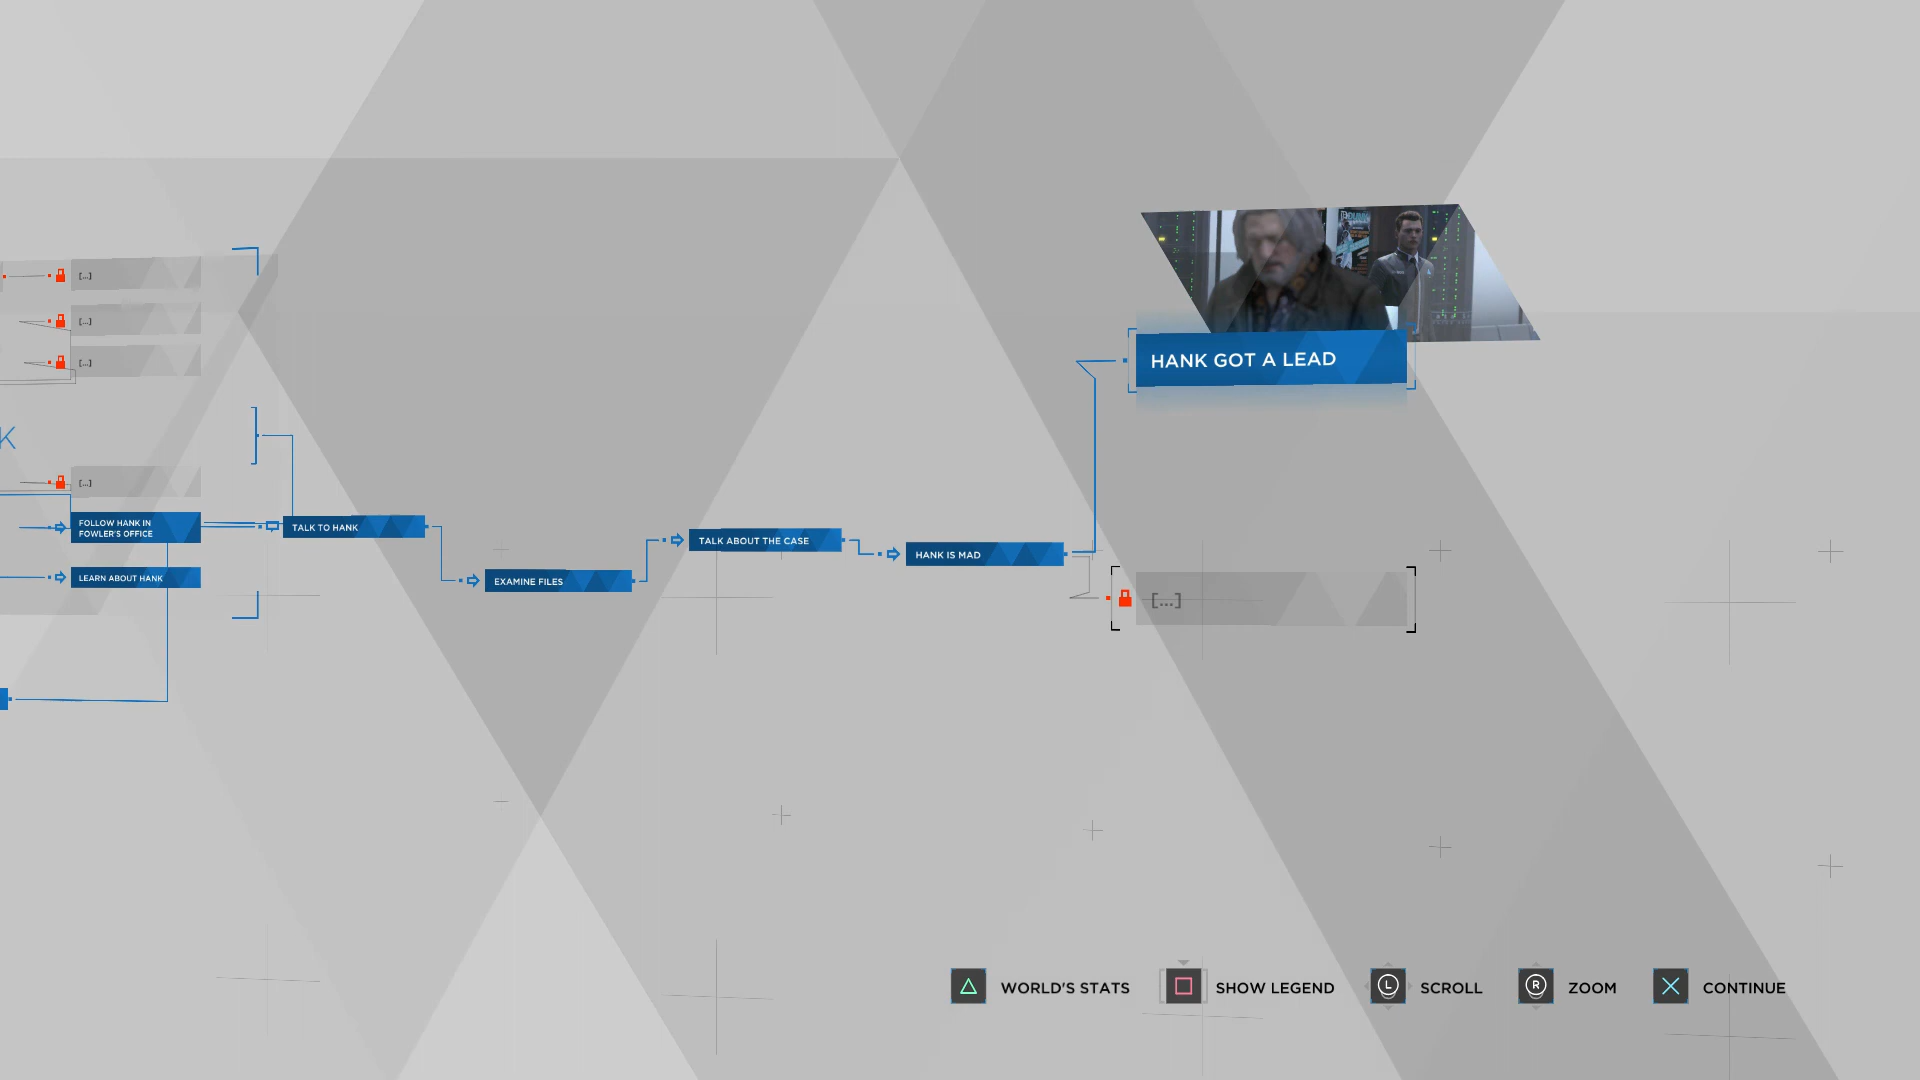 HANK GOT A LEAD
[...]
[...]
[...]
K
[...]
FOLLOW HANK IN
FOWLER'S OFFICE
TALK TO HANK
TALK ABOUT THE CASE
HANK IS MAD
LEARN ABOUT HANK
EXAMINE FILES
[...]
WORLD'S STATS
SHOW LEGEND
L
SCROLL
R
ZOOM
CONTINUE